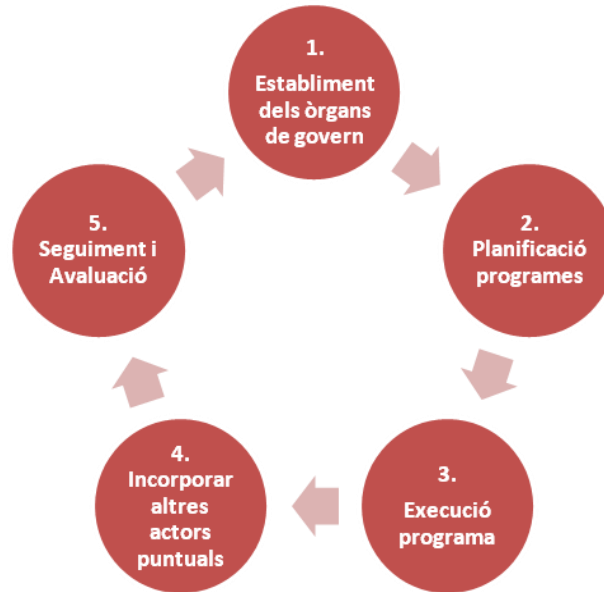 1.
Establiment
dels òrgans
de govern
2.
Planificació
programes
3.
Execució
programa
4.
Incorporar
altres
actors
puntuals
5.
Seguiment i
Avaluació